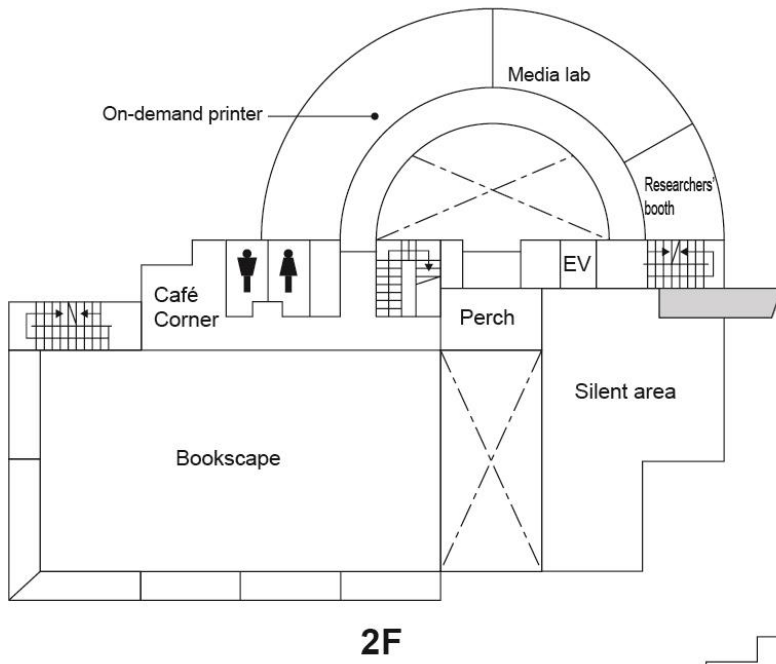 Media lab
On-demand printer
Researchers'
booth
EV
Café
Corner
Perch
Silent area
Bookscape
2F